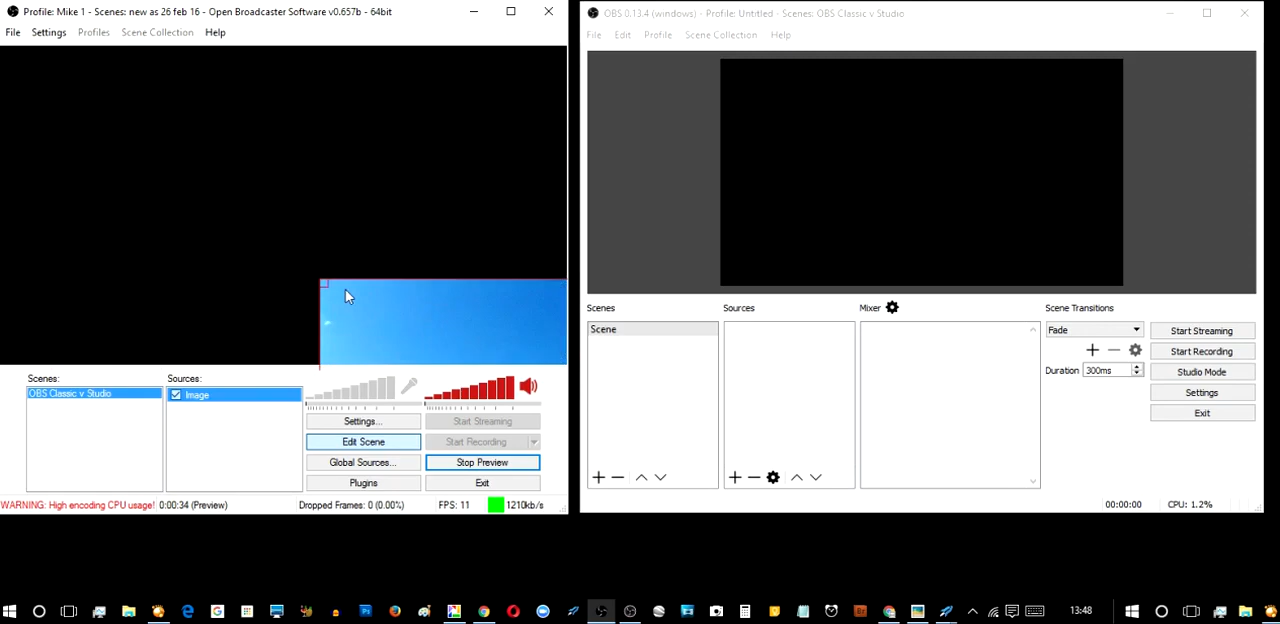 Profile: Mike 1 - Scenes: new as 26 feb 16 - Open Broadcaster Software v0.657b - 64bit
File Settings Profiles Scene Collection Help
Scenes:
OBS Classic v Studio
Sources:
Image
Settings...
Start Streaming
Edit Scene
Start Recording
Global Sources...
Stop Preview
Plugins
Exit
WARNING: High encoding CPU usage! 0:00:34 (Preview)
Dropped Frames: 0 (0.00%)
FPS: 11
1210kb/s
OBS 0.13.4 (windows) - Profile: Untitled - Scenes: OBS Classic v Studio
File Edit Profile Scene Collection Help
Scenes
Scene
Sources
Mixer
Scene Transitions
Fade
Duration 300ms
Start Streaming
Start Recording
Studio Mode
Settings
Exit
00:00:00
CPU: 1.2%
13:48